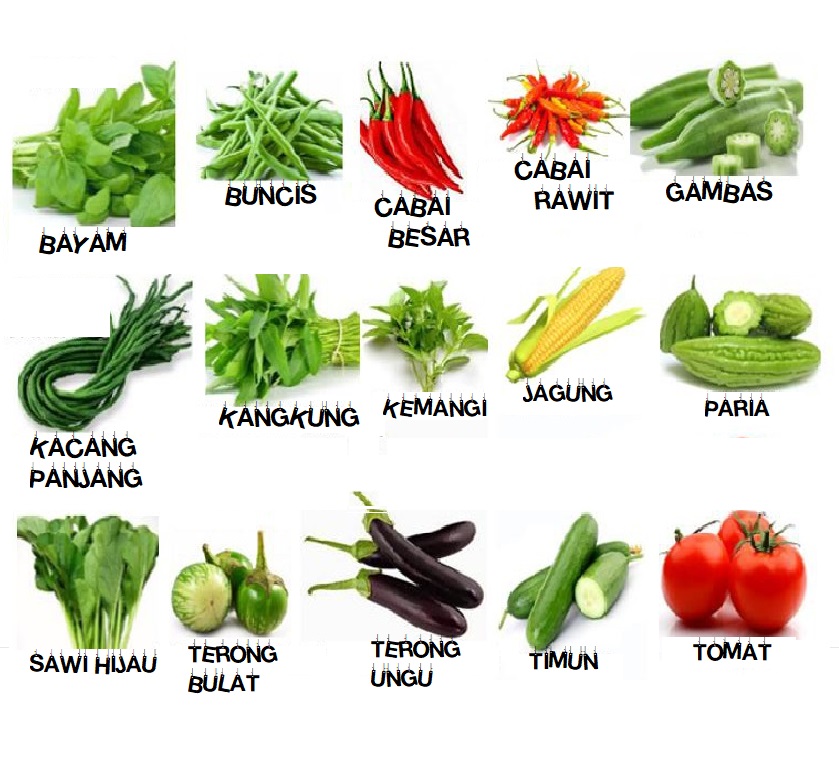 BAYAM
BUNCIS
CABAI
BESAR
CABAI
RAWIT
GAMBAS
KACANG
PANJANG
KANGKUNG
KEMANGI
JAGUNG
PARIA
SAWI HIJAU
TERONG
BULAT
TERONG
UNGU
TIMUN
TOMAT